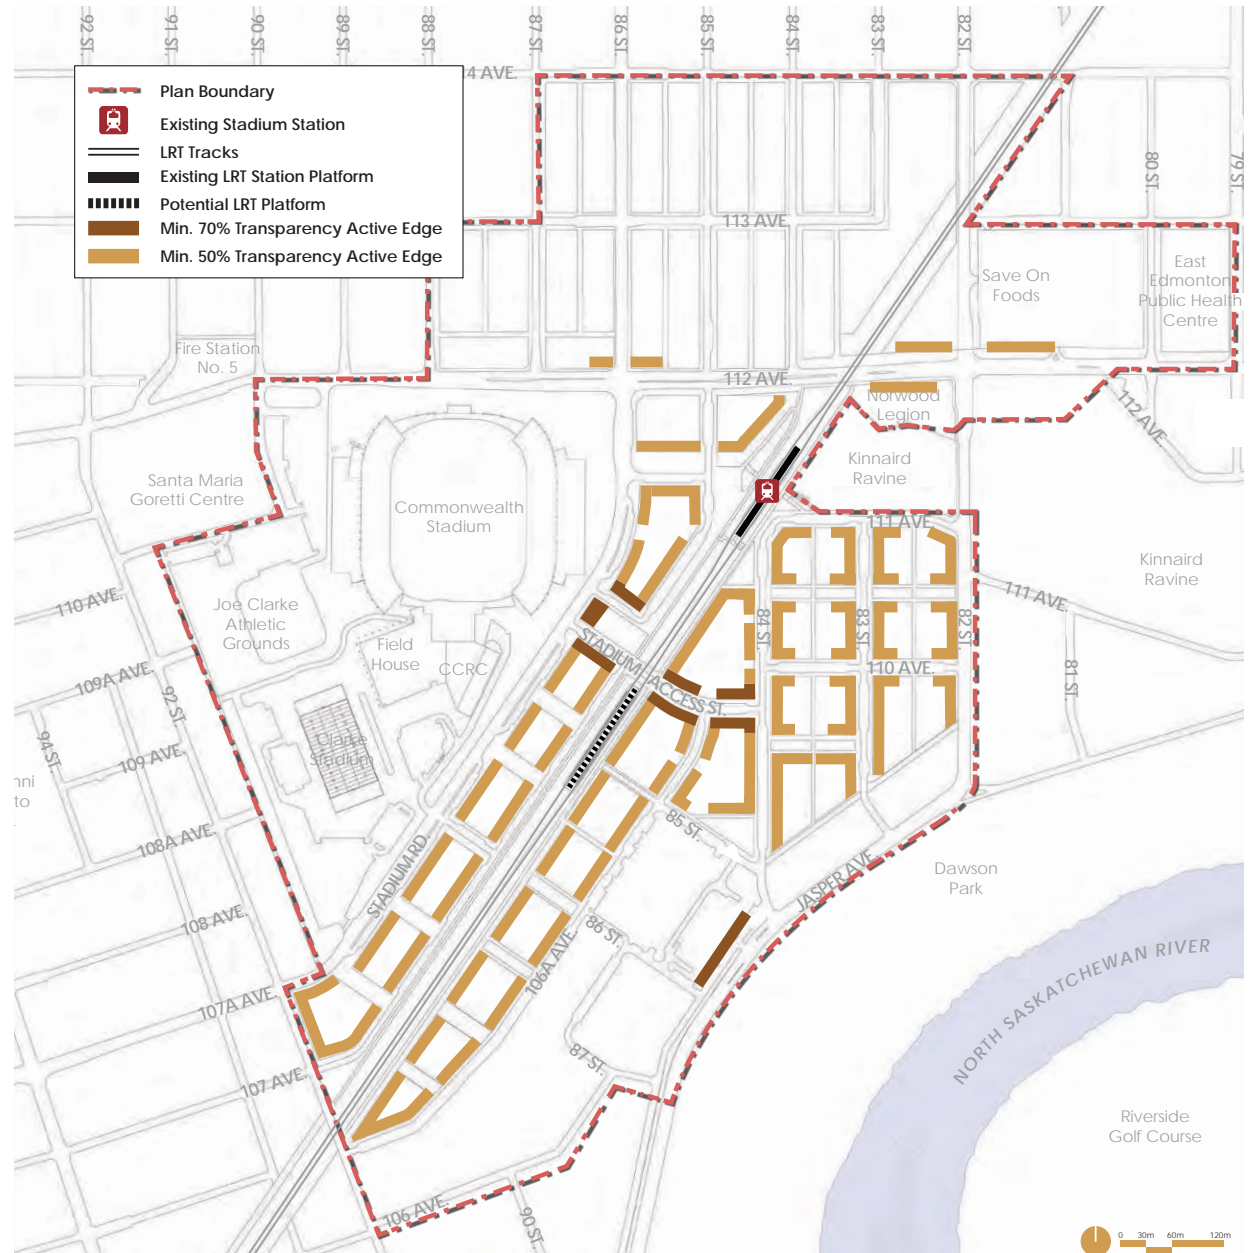 92 ST.
91 ST.
90 ST.
89 ST.
88 ST.
87 ST.
86 ST.
85 ST.
84 ST.
83 ST.
82 ST.
4 AVE.
Plan Boundary
Existing Stadium Station
LRT Tracks
Existing LRT Station Platform
Potential LRT Platform
Min. 70% Transparency Active Edge
Min. 50% Transparency Active Edge
80 ST.
79 ST.
113 AVE.
Save On
Foods
East
Edmonton
Public Health
Centre
Fire Station
No. 5
112 AVE.
Norwood
Legion
112 AVE.
Kinnaird
Ravine
Santa Maria
Goretti Centre
Commonwealth
Stadium
111 AVE.
Kinnaird
Ravine
111 AVE.
110 AVE.
Joe Clarke
Athletic
Grounds
Field
House
CCRC
STADIUM ACCESS ST.
84 ST.
83 ST.
82 ST.
110 AVE.
81 ST.
109A AVE.
92 ST.
94 ST.
109 AVE.
Clarke
Stadium
nni
to
.
108A AVE.
STADIUM RD.
85 ST.
JASPER AVE.
Dawson
Park
108 AVE.
86 ST.
106A AVE.
107A AVE.
NORTH SASKATCHEWAN RIVER
107 AVE.
87 ST.
Riverside
Golf Course
106 AVE.
90 ST.
0 30m 60m 120m